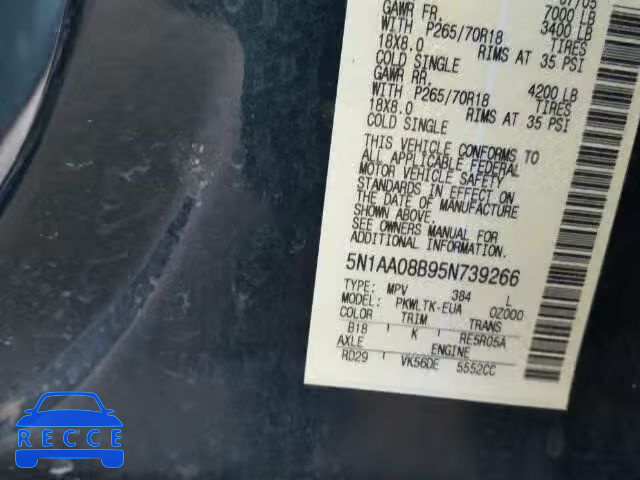 GAWR FR. 7000 LB
WITH P265/70R18 3400 LB
18X8.0 TIRES
COLD SINGLE RIMS AT 35 PSI
GAWR RR.
WITH P265/70R18 4200 LB
18X8.0 TIRES
COLD SINGLE RIMS AT 35 PSI
THIS VEHICLE CONFORMS TO
ALL APPLICABLE FEDERAL
MOTOR VEHICLE SAFETY
STANDARDS IN EFFECT ON
THE DATE OF MANUFACTURE
SHOWN ABOVE.
SEE OWNERS MANUAL FOR
ADDITIONAL INFORMATION.
5N1AA08B95N739266
TYPE: MPV 384 L
MODEL: PKWLTK-EUA OZ000
COLOR TRIM TRANS
B18 K RE5R05A
AXLE ENGINE
RD29 VK56DE 5552CC
RECCE